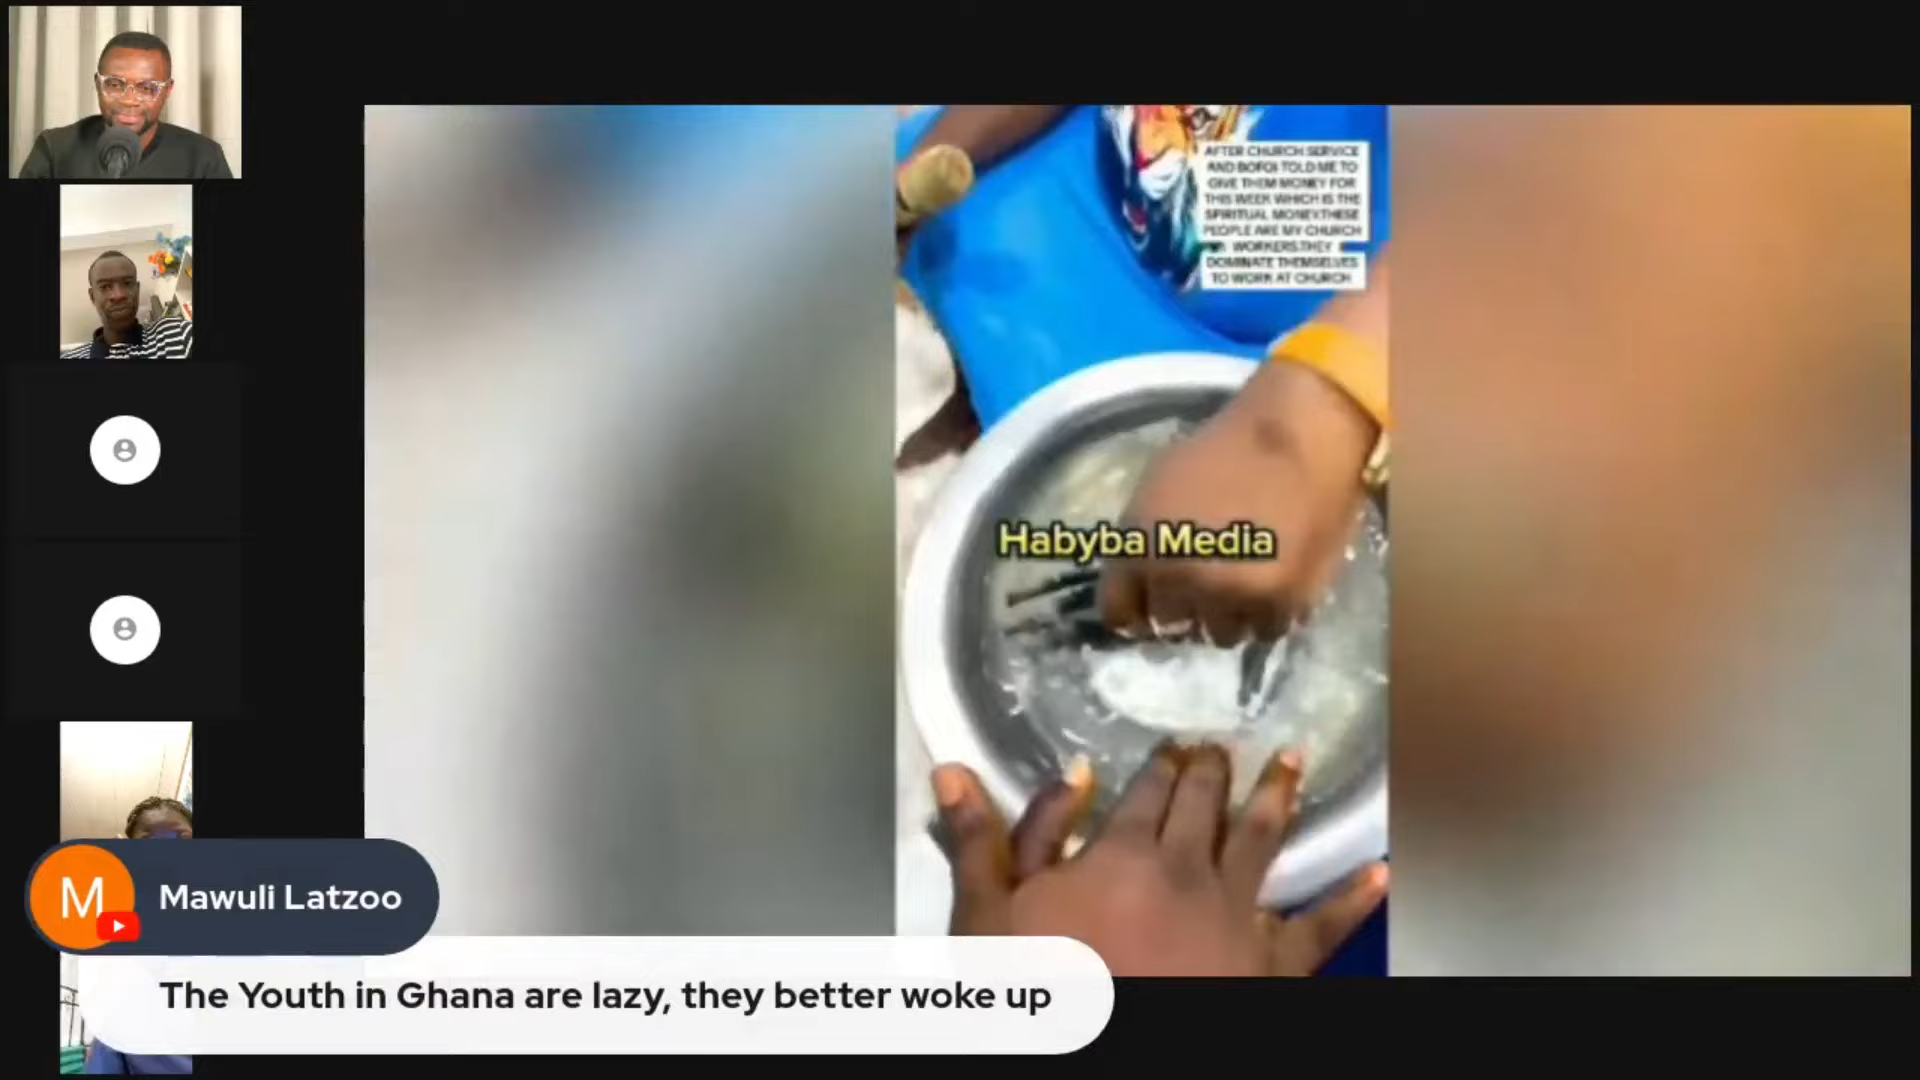 AFTER CHURCH SERVICE
AND BOFOI TOLD ME TO
GIVE THEM MONEY FOR
THIS WEEK WHICH IS THE
SPIRITUAL MONEY.THESE
PEOPLE ARE MY CHURCH
WORKERS.THEY
DOMINATE THEMSELVES
TO WORK AT CHURCH
Habyba Media
M
Mawuli Latzoo
The Youth in Ghana are lazy, they better woke up